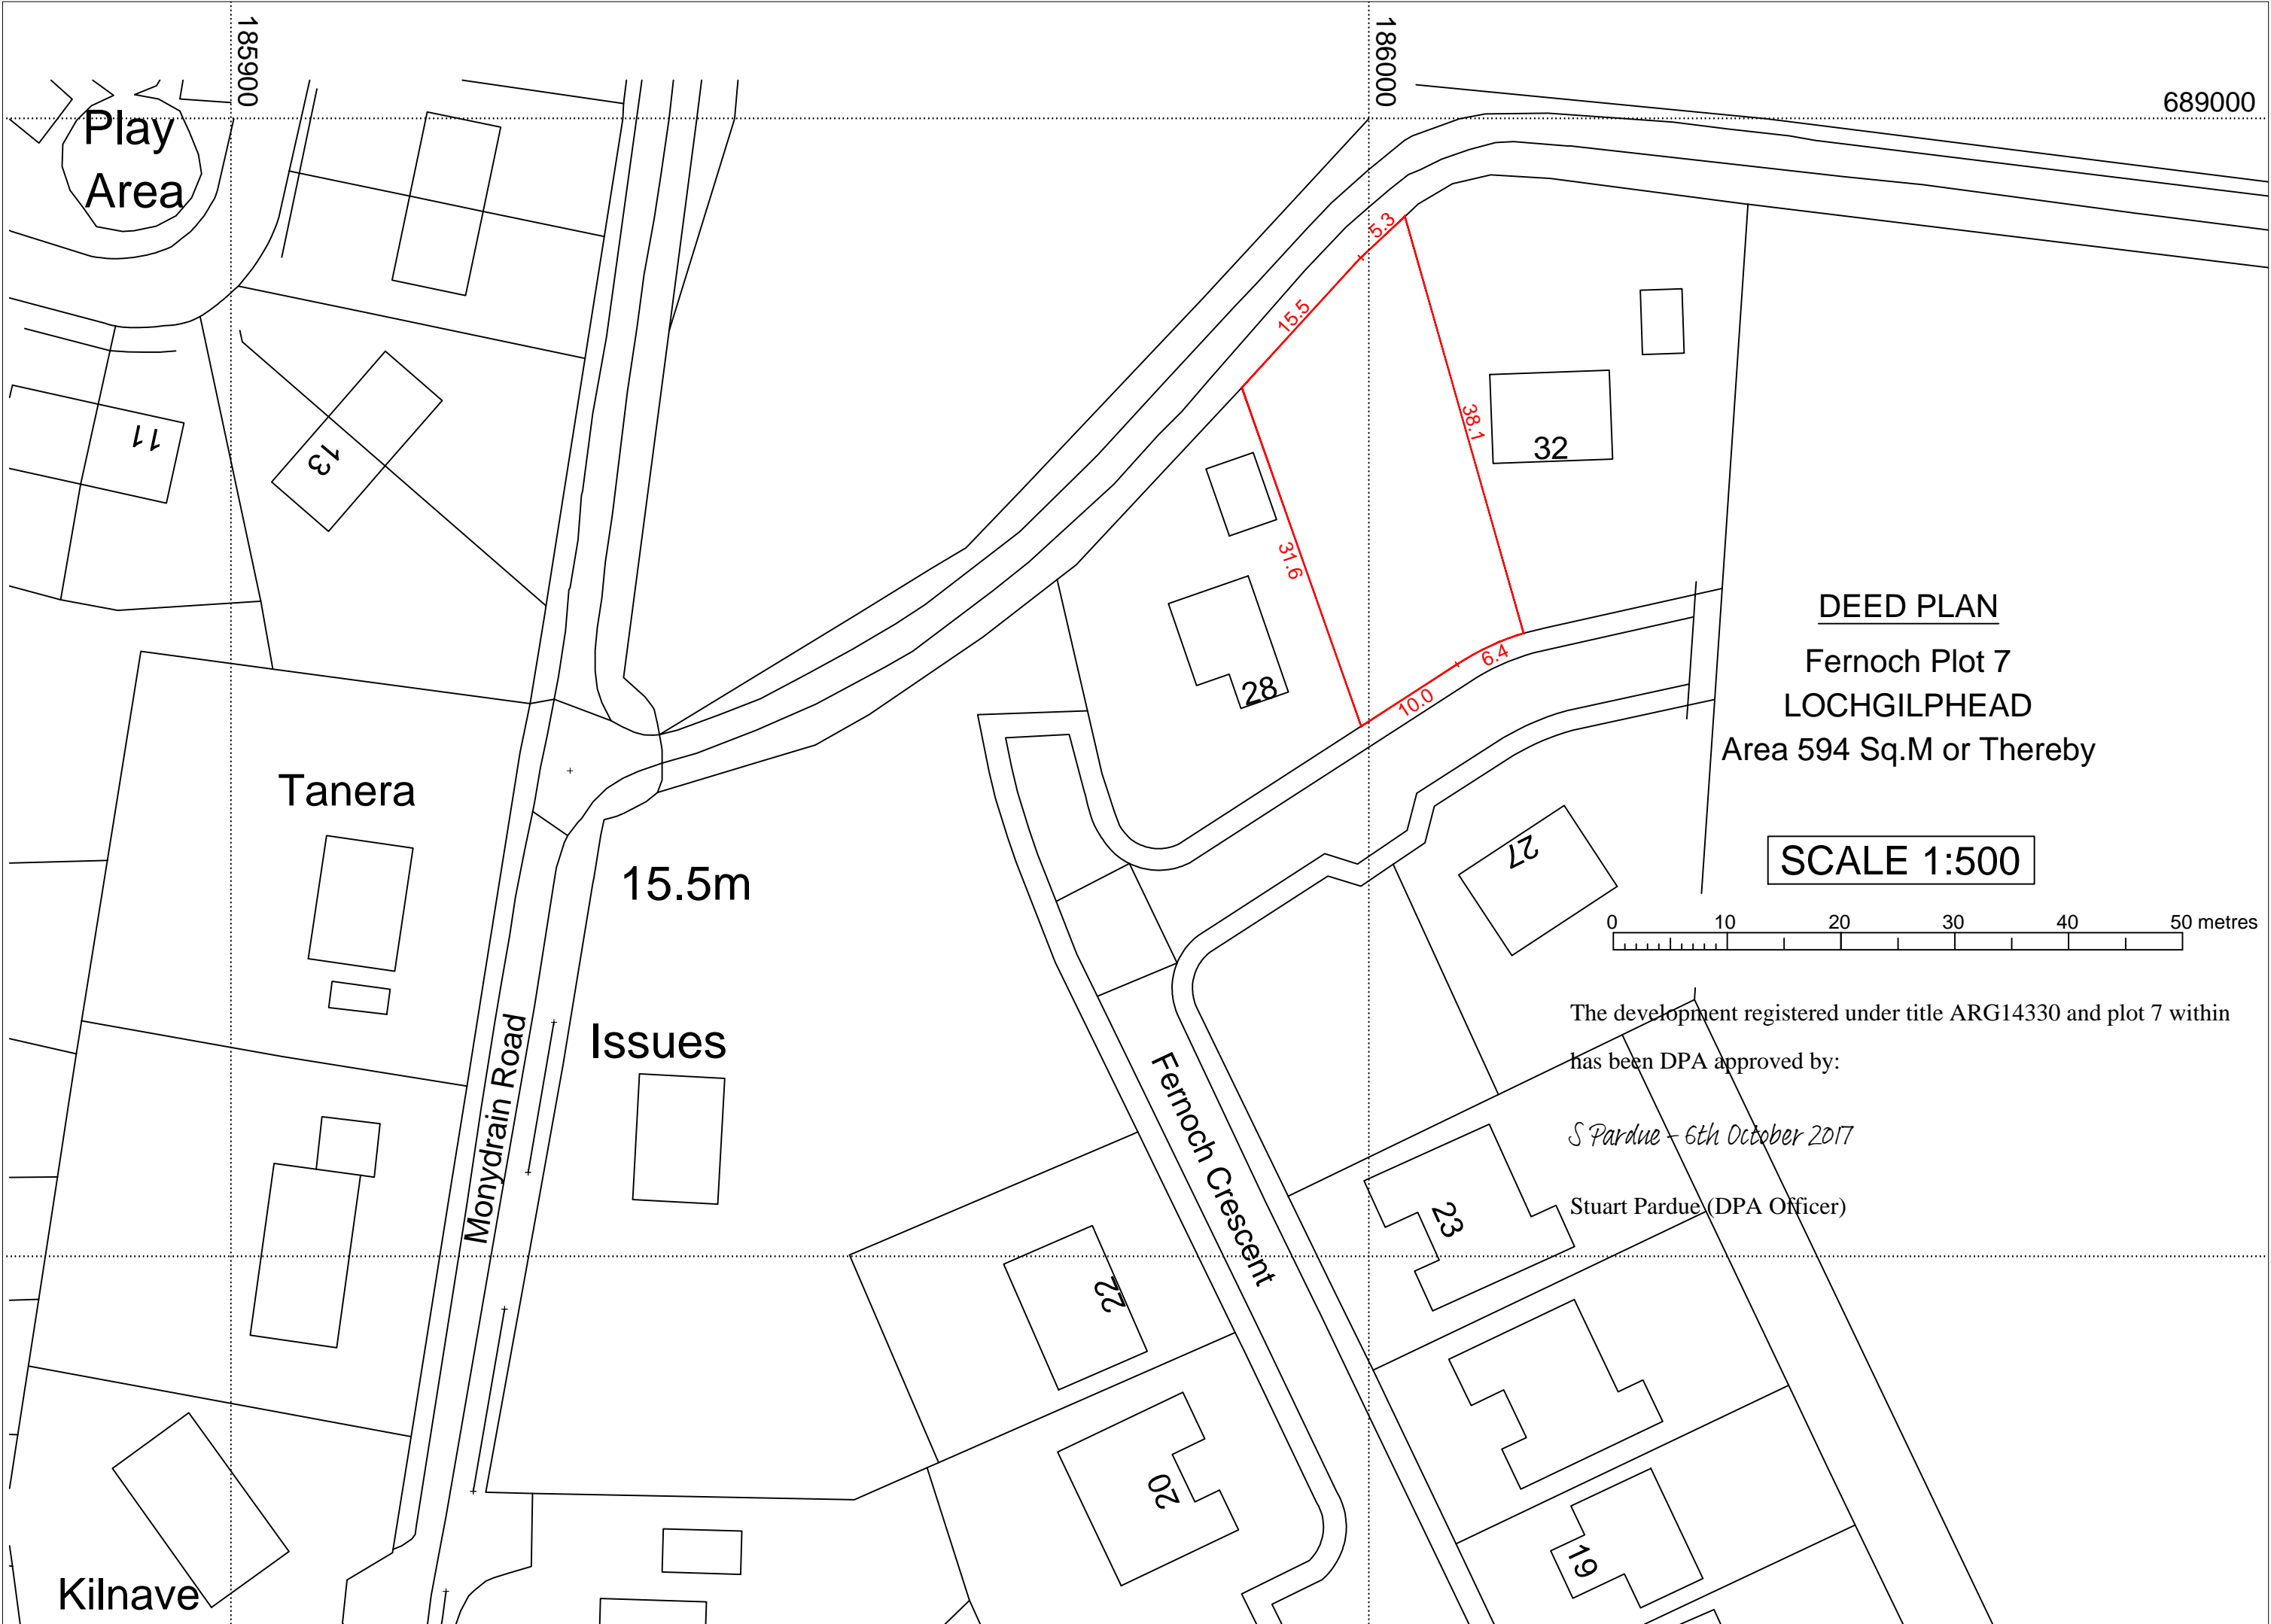 185900
186000
689000
Play
Area
5.3
15.5
38.1
11
13
32
31.6
28
6.4
10.0
DEED PLAN
Fernoch Plot 7
LOCHGILPHEAD
Area 594 Sq.M or Thereby
Tanera
27
SCALE 1:500
15.5m
0 10 20 30 40 50 metres
The development registered under title ARG14330 and plot 7 within
has been DPA approved by:
Issues
Monydrain Road
Fernoch Crescent
S Pardue - 6th October 2017
Stuart Pardue (DPA Officer)
23
22
20
19
Kilnave